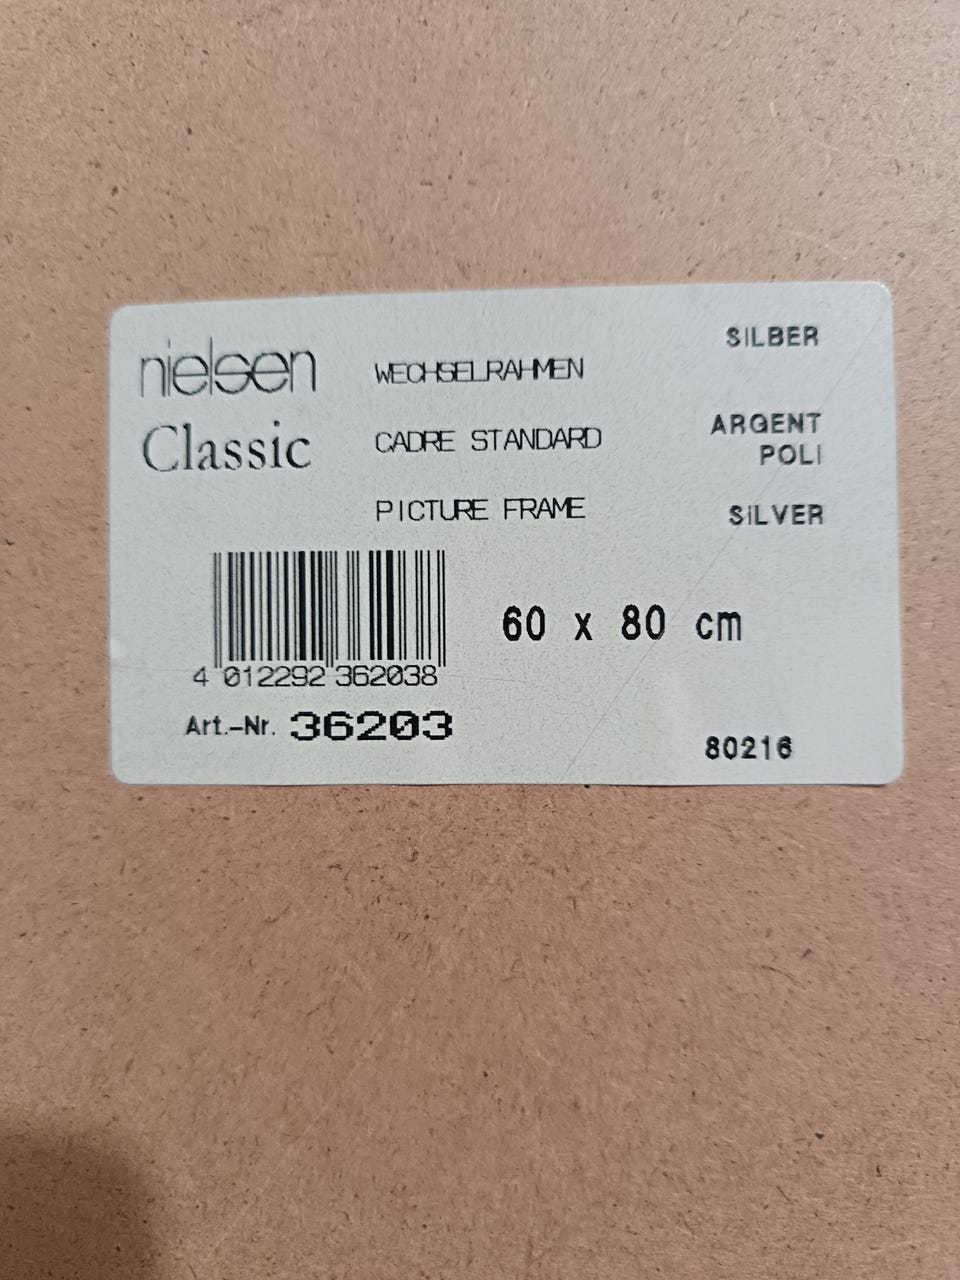 nielsen
Classic
WECHSELRAHMEN
CADRE STANDARD
PICTURE FRAME
SILBER
ARGENT
POLI
SILVER
60 x 80 cm
4 012292 362038
Art.-Nr. 36203
80216